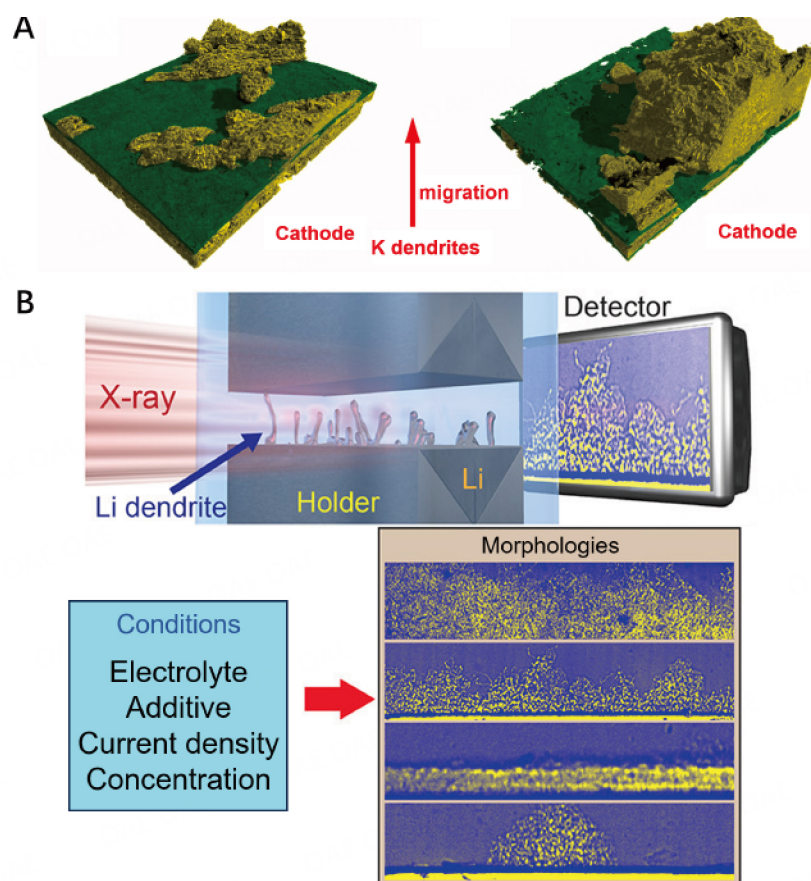 A
migration
Cathode
K dendrites
Cathode
B
Detector
X-ray
Li dendrite
Holder
Li
Morphologies
Conditions
Electrolyte
Additive
Current density
Concentration